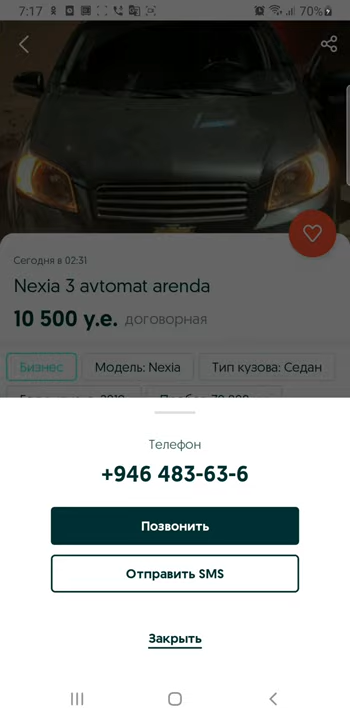 7:17
70%
Сегодня в 02:31
Nexia 3 avtomat arenda
10 500 у.е. договорная
Бизнес Модель: Nexia Тип кузова: Седан
Телефон
+946 483-63-6
Позвонить
Отправить SMS
Закрыть